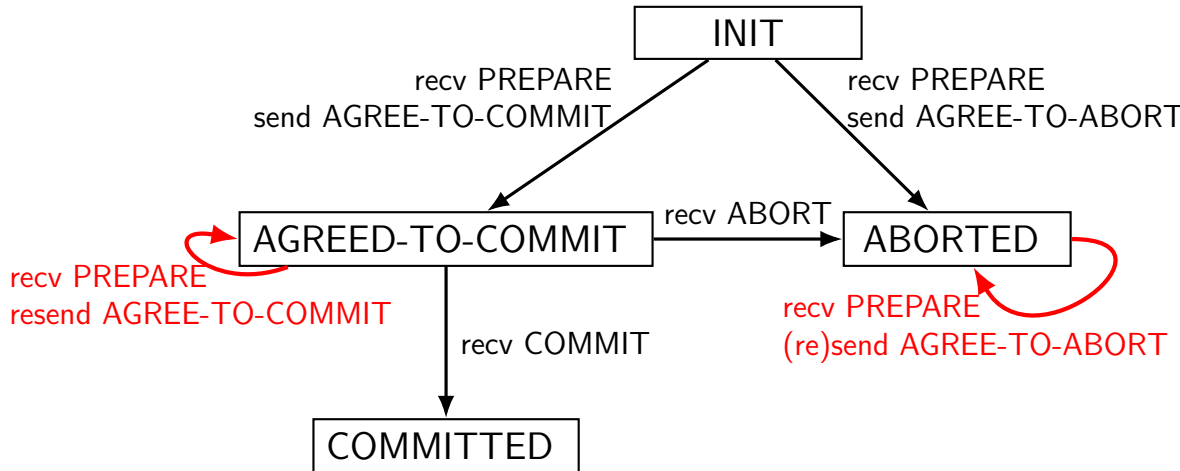 INIT
recv PREPARE
send AGREE-TO-COMMIT
recv PREPARE
send AGREE-TO-ABORT
AGREED-TO-COMMIT
recv ABORT
ABORTED
recv PREPARE
resend AGREE-TO-COMMIT
recv PREPARE
(re)send AGREE-TO-ABORT
recv COMMIT
COMMITTED